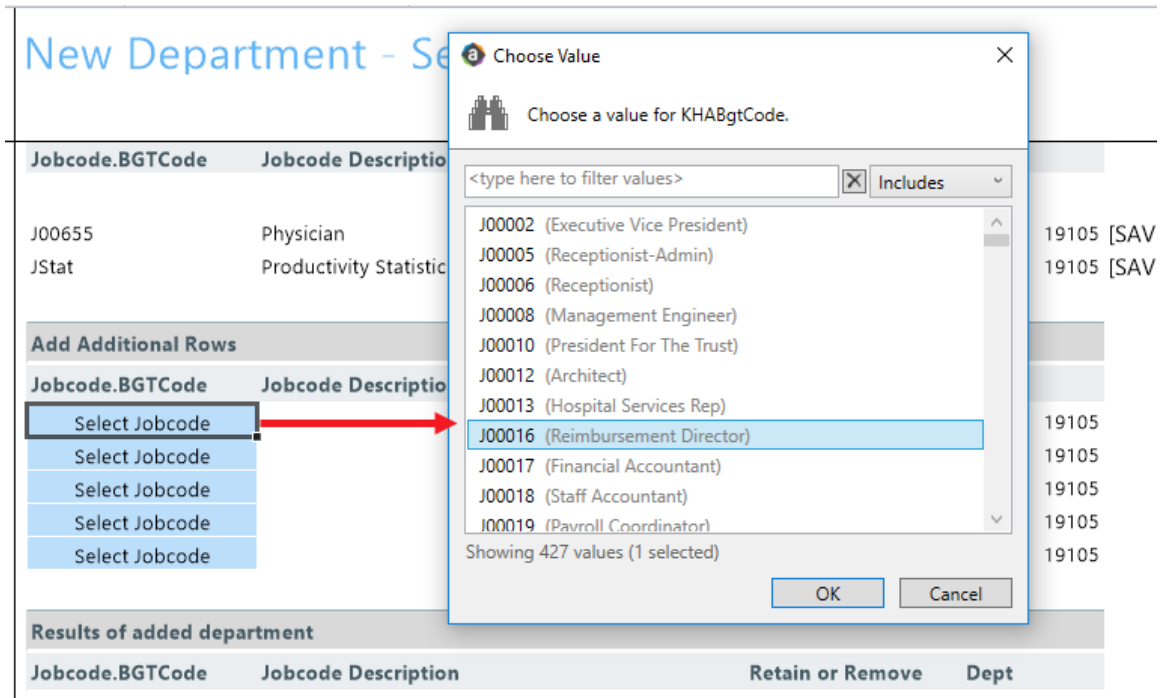 New Department - Se
Choose Value
Choose a value for KHABgtCode.
Jobcode.BGTCode Jobcode Descriptio
<type here to filter values> Includes
J00655 Physician 19105 [SAV
JStat Productivity Statistic 19105 [SAV
J00002 (Executive Vice President)
J00005 (Receptionist-Admin)
J00006 (Receptionist)
J00008 (Management Engineer)
J00010 (President For The Trust)
J00012 (Architect)
J00013 (Hospital Services Rep)
J00016 (Reimbursement Director)
J00017 (Financial Accountant)
J00018 (Staff Accountant)
J00019 (Payroll Coordinator)
Showing 427 values (1 selected)
OK Cancel
Add Additional Rows
Jobcode.BGTCode Jobcode Descriptio
Select Jobcode 19105
Select Jobcode 19105
Select Jobcode 19105
Select Jobcode 19105
Select Jobcode 19105
Results of added department
Jobcode.BGTCode Jobcode Description Retain or Remove Dept